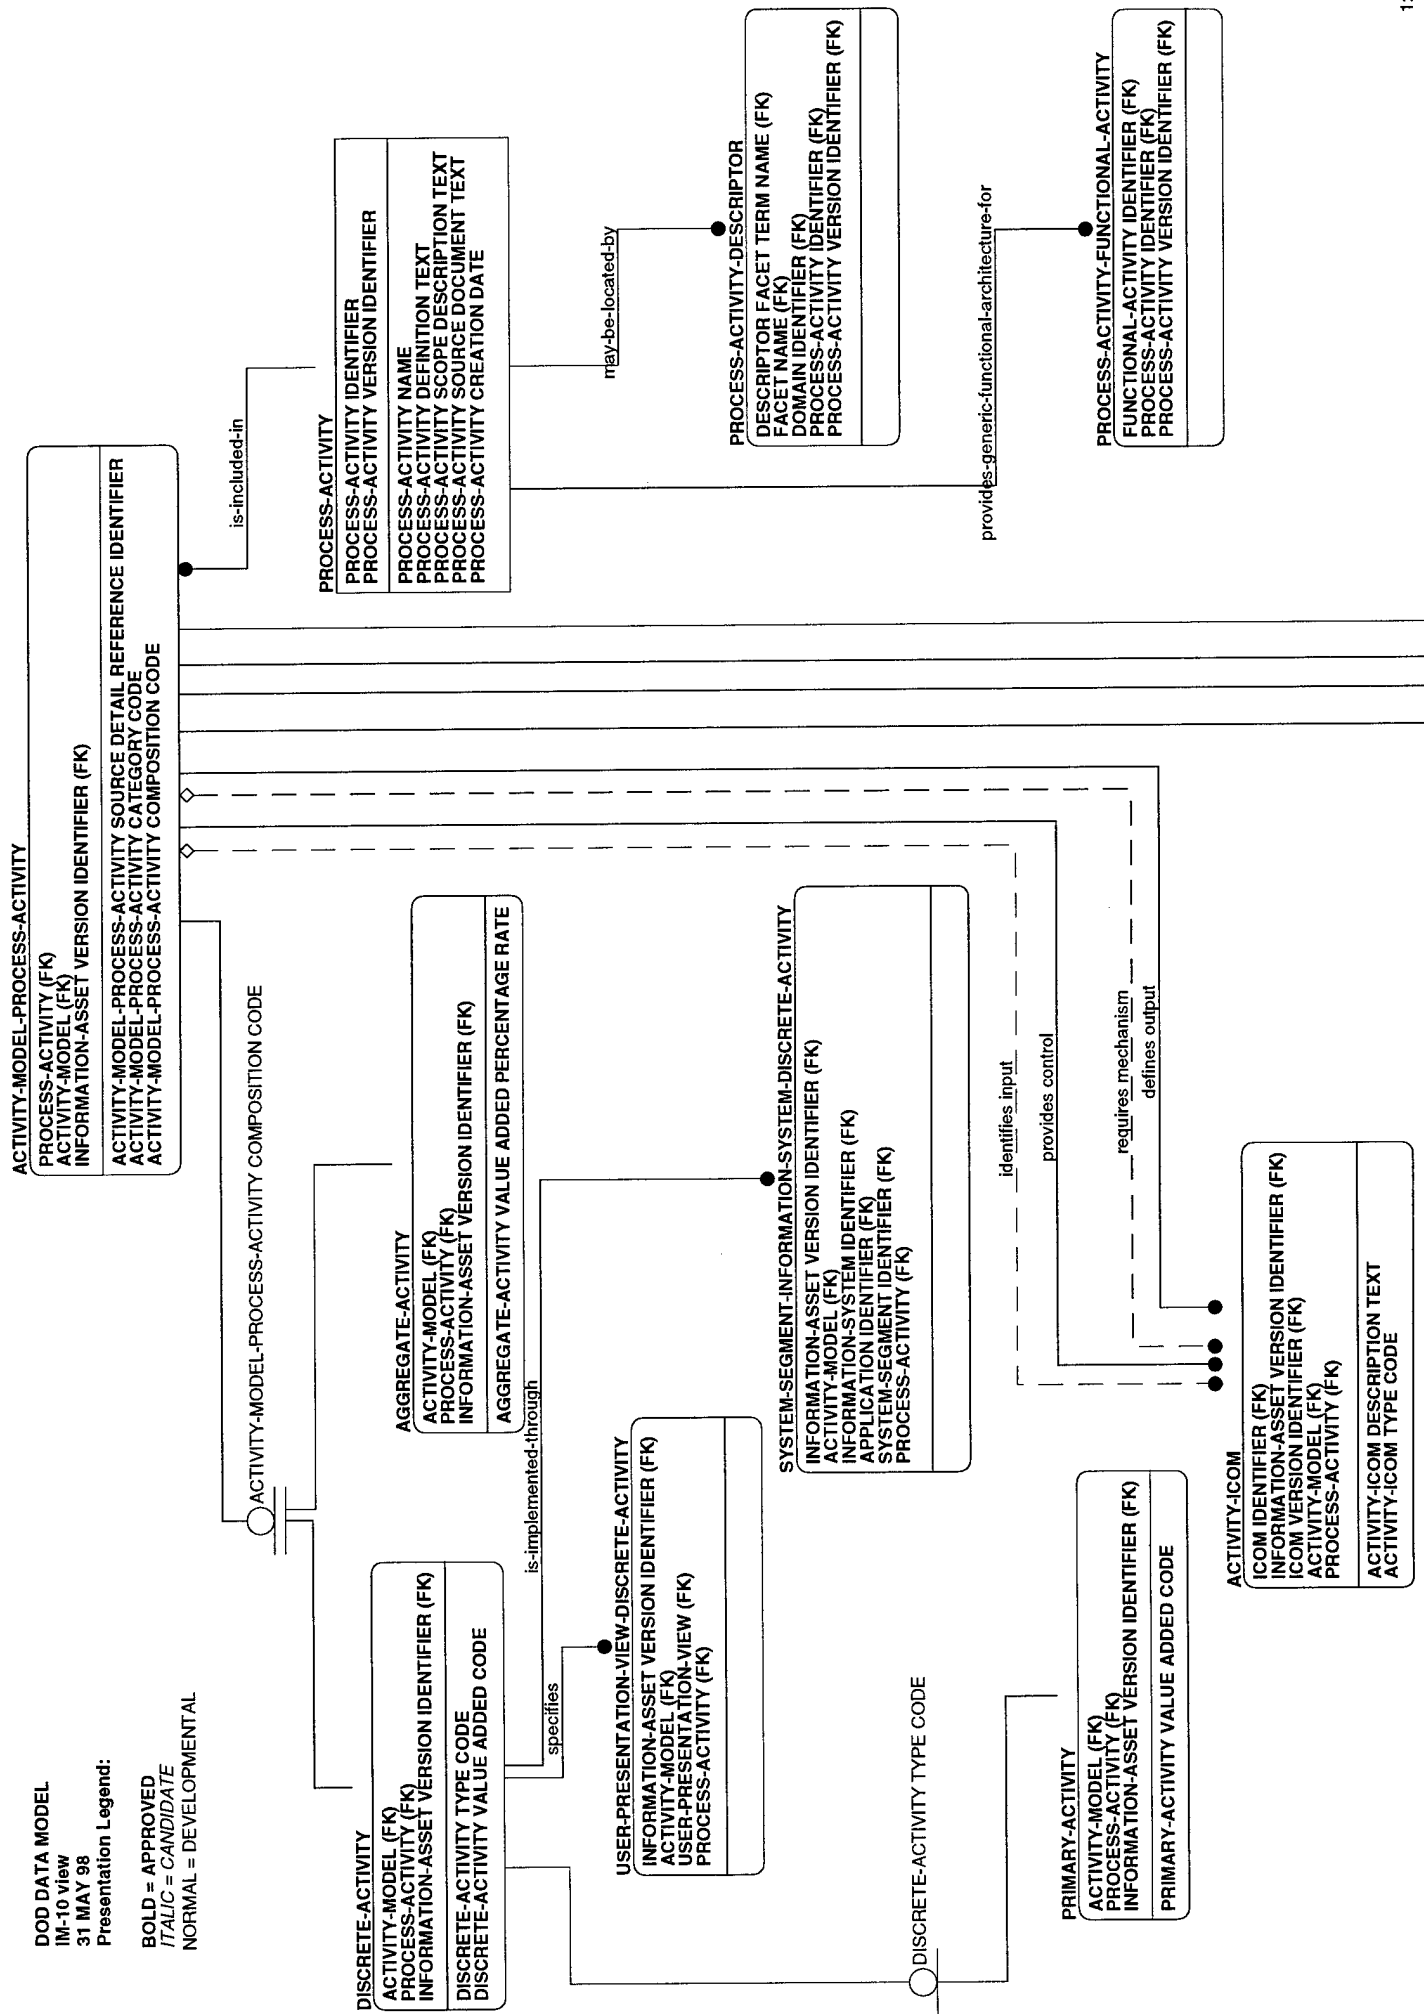 DOD DATA MODEL
IM-10 view
31 MAY 98
Presentation Legend:
BOLD = APPROVED
ITALIC = CANDIDATE
NORMAL = DEVELOPMENTAL
ACTIVITY-MODEL-PROCESS-ACTIVITY
PROCESS-ACTIVITY (FK)
ACTIVITY-MODEL (FK)
INFORMATION-ASSET VERSION IDENTIFIER (FK)
ACTIVITY-MODEL-PROCESS-ACTIVITY SOURCE DETAIL REFERENCE IDENTIFIER
ACTIVITY-MODEL-PROCESS-ACTIVITY CATEGORY CODE
ACTIVITY-MODEL-PROCESS-ACTIVITY COMPOSITION CODE
is-included-in
ACTIVITY-MODEL-PROCESS-ACTIVITY COMPOSITION CODE
PROCESS-ACTIVITY
PROCESS-ACTIVITY IDENTIFIER
PROCESS-ACTIVITY VERSION IDENTIFIER
PROCESS-ACTIVITY NAME
PROCESS-ACTIVITY DEFINITION TEXT
PROCESS-ACTIVITY SCOPE DESCRIPTION TEXT
PROCESS-ACTIVITY SOURCE DOCUMENT TEXT
PROCESS-ACTIVITY CREATION DATE
DISCRETE-ACTIVITY
ACTIVITY-MODEL (FK)
PROCESS-ACTIVITY (FK)
INFORMATION-ASSET VERSION IDENTIFIER (FK)
DISCRETE-ACTIVITY TYPE CODE
DISCRETE-ACTIVITY VALUE ADDED CODE
AGGREGATE-ACTIVITY
ACTIVITY-MODEL (FK)
PROCESS-ACTIVITY (FK)
INFORMATION-ASSET VERSION IDENTIFIER (FK)
AGGREGATE-ACTIVITY VALUE ADDED PERCENTAGE RATE
is-implemented-through
specifies
may-be-located-by
USER-PRESENTATION-VIEW-DISCRETE-ACTIVITY
INFORMATION-ASSET VERSION IDENTIFIER (FK)
ACTIVITY-MODEL (FK)
USER-PRESENTATION-VIEW (FK)
PROCESS-ACTIVITY (FK)
PROCESS-ACTIVITY-DESCRIPTOR
DESCRIPTOR FACET TERM NAME (FK)
FACET NAME (FK)
DOMAIN IDENTIFIER (FK)
PROCESS-ACTIVITY IDENTIFIER (FK)
PROCESS-ACTIVITY VERSION IDENTIFIER (FK)
SYSTEM-SEGMENT-INFORMATION-SYSTEM-DISCRETE-ACTIVITY
INFORMATION-ASSET VERSION IDENTIFIER (FK)
ACTIVITY-MODEL (FK)
INFORMATION-SYSTEM IDENTIFIER (FK)
APPLICATION IDENTIFIER (FK)
SYSTEM-SEGMENT IDENTIFIER (FK)
PROCESS-ACTIVITY (FK)
DISCRETE-ACTIVITY TYPE CODE
provides-generic-functional-architecture-for
identifies input
provides control
requires mechanism
defines output
PRIMARY-ACTIVITY
ACTIVITY-MODEL (FK)
PROCESS-ACTIVITY (FK)
INFORMATION-ASSET VERSION IDENTIFIER (FK)
PRIMARY-ACTIVITY VALUE ADDED CODE
PROCESS-ACTIVITY-FUNCTIONAL-ACTIVITY
FUNCTIONAL-ACTIVITY IDENTIFIER (FK)
PROCESS-ACTIVITY IDENTIFIER (FK)
PROCESS-ACTIVITY VERSION IDENTIFIER (FK)
ACTIVITY-ICOM
ICOM IDENTIFIER (FK)
INFORMATION-ASSET VERSION IDENTIFIER (FK)
ICOM VERSION IDENTIFIER (FK)
ACTIVITY-MODEL (FK)
PROCESS-ACTIVITY (FK)
ACTIVITY-ICOM DESCRIPTION TEXT
ACTIVITY-ICOM TYPE CODE